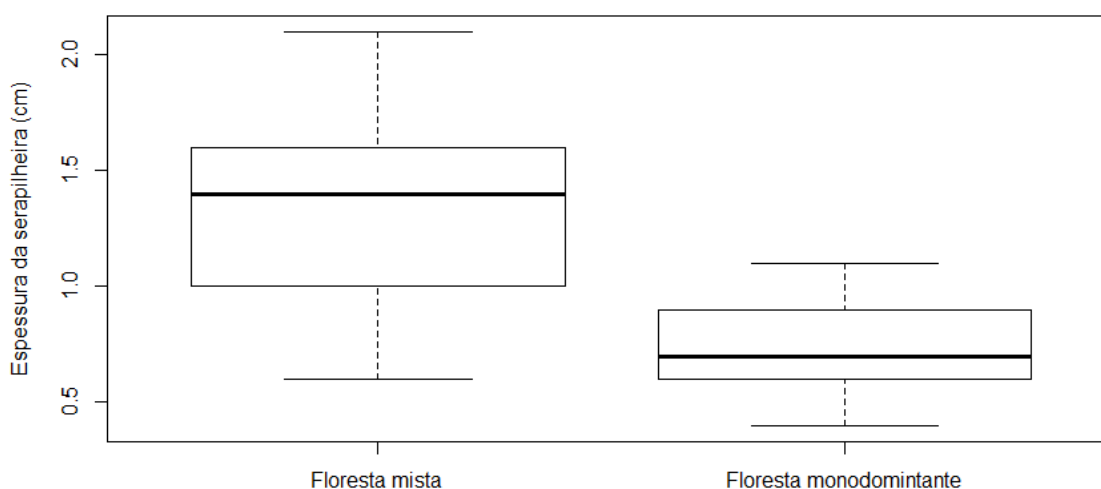 Espessura da serapilheira (cm)
2.0
1.5
1.0
0.5
Floresta mista
Floresta monodomintante